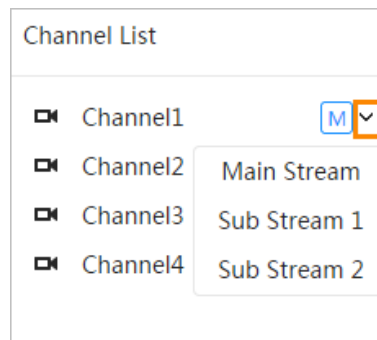 Channel List
Channel1 M
Channel2
Main Stream
Channel3
Sub Stream 1
Channel4
Sub Stream 2